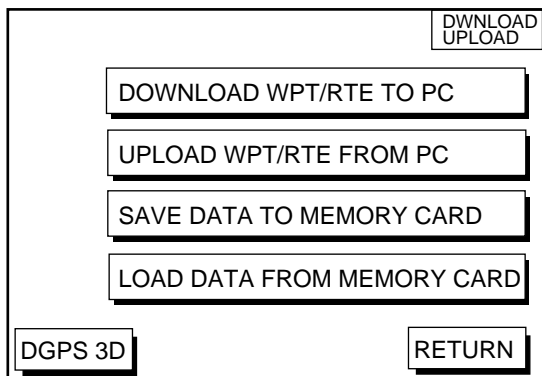 DWNLOAD
UPLOAD
DOWNLOAD WPT/RTE TO PC
UPLOAD WPT/RTE FROM PC
SAVE DATA TO MEMORY CARD
LOAD DATA FROM MEMORY CARD
DGPS 3D
RETURN